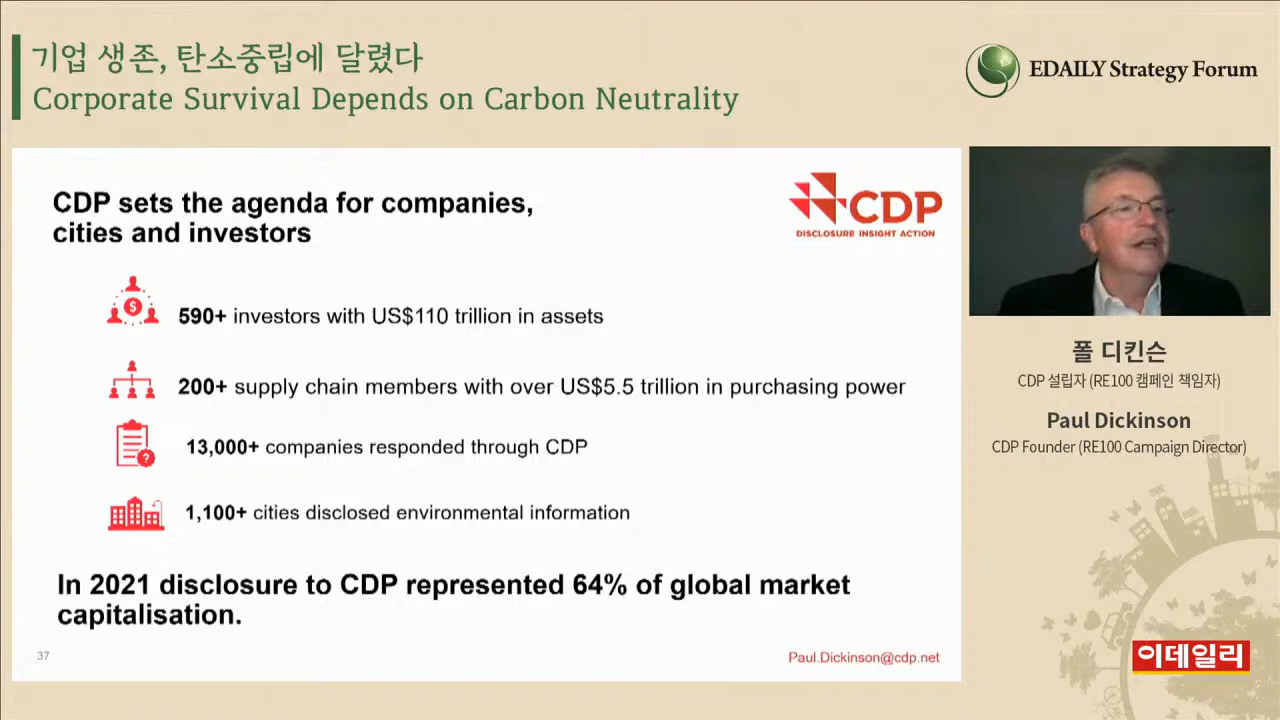 기업 생존, 탄소중립에 달렸다
Corporate Survival Depends on Carbon Neutrality
EDAILY Strategy Forum
CDP sets the agenda for companies,
cities and investors
CDP
DISCLOSURE INSIGHT ACTION
$
590+ investors with US$110 trillion in assets
200+ supply chain members with over US$5.5 trillion in purchasing power
?
13,000+ companies responded through CDP
1,100+ cities disclosed environmental information
In 2021 disclosure to CDP represented 64% of global market
capitalisation.
37
Paul.Dickinson@cdp.net
폴 디킨슨
CDP 설립자 (RE100 캠페인 책임자)
Paul Dickinson
CDP Founder (RE100 Campaign Director)
이데일리